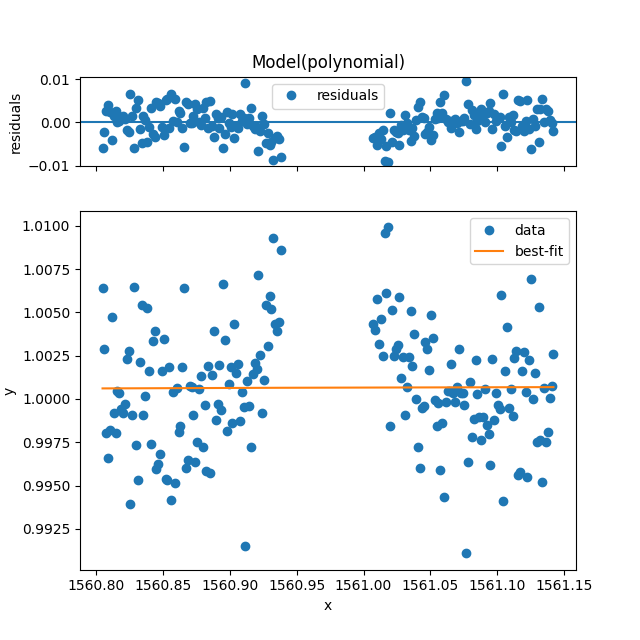 Model(polynomial)
0.01
0.00
−0.01
residuals
residuals
1.0100
1.0075
1.0050
1.0025
1.0000
0.9975
0.9950
0.9925
y
data
best-fit
1560.80 1560.85 1560.90 1560.95 1561.00 1561.05 1561.10 1561.15
x